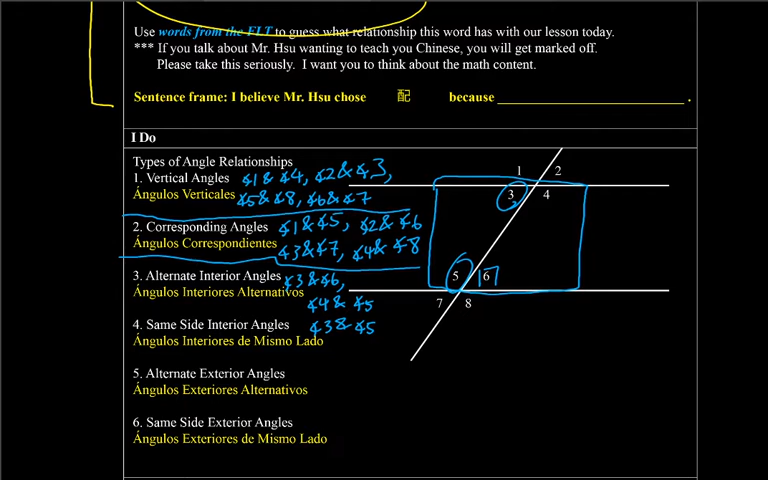 Use words from the FLT to guess what relationship this word has with our lesson today.
*** If you talk about Mr. Hsu wanting to teach you Chinese, you will get marked off.
Please take this seriously. I want you to think about the math content.
Sentence frame: I believe Mr. Hsu chose 配 because ______________________________ .
I Do
Types of Angle Relationships
1. Vertical Angles ∡1&∡4, ∡2&∡3,
Ángulos Verticales ∡5&∡8, ∡6&∡7
2. Corresponding Angles ∡1&∡5, ∡2&∡6
Ángulos Correspondientes ∡3&∡7, ∡4&∡8
3. Alternate Interior Angles ∡3&∡6,
Ángulos Interiores Alternativos ∡4&∡5
4. Same Side Interior Angles ∡3&∡5
Ángulos Interiores de Mismo Lado
5. Alternate Exterior Angles
Ángulos Exteriores Alternativos
6. Same Side Exterior Angles
Ángulos Exteriores de Mismo Lado
1 2
3 4
5 6
7 8